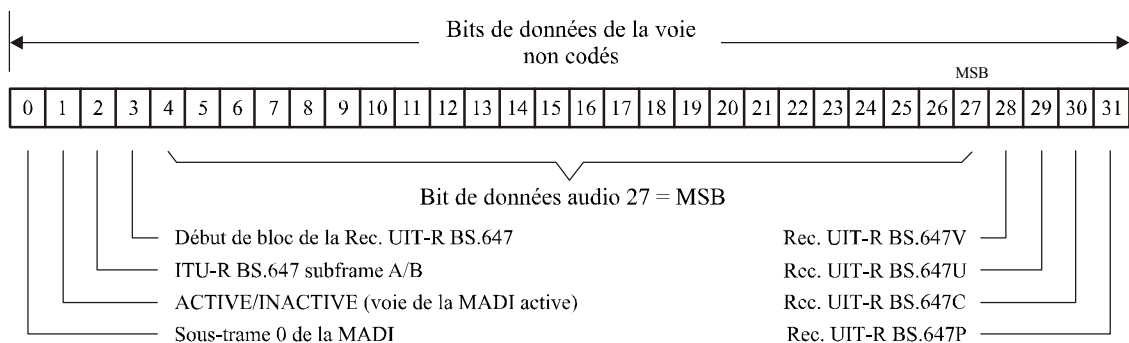 Bits de données de la voie
non codés
MSB
0 1 2 3 4 5 6 7 8 9 10 11 12 13 14 15 16 17 18 19 20 21 22 23 24 25 26 27 28 29 30 31
Bit de données audio 27 = MSB
Début de bloc de la Rec. UIT-R BS.647 Rec. UIT-R BS.647V
ITU-R BS.647 subframe A/B Rec. UIT-R BS.647U
ACTIVE/INACTIVE (voie de la MADI active) Rec. UIT-R BS.647C
Sous-trame 0 de la MADI Rec. UIT-R BS.647P